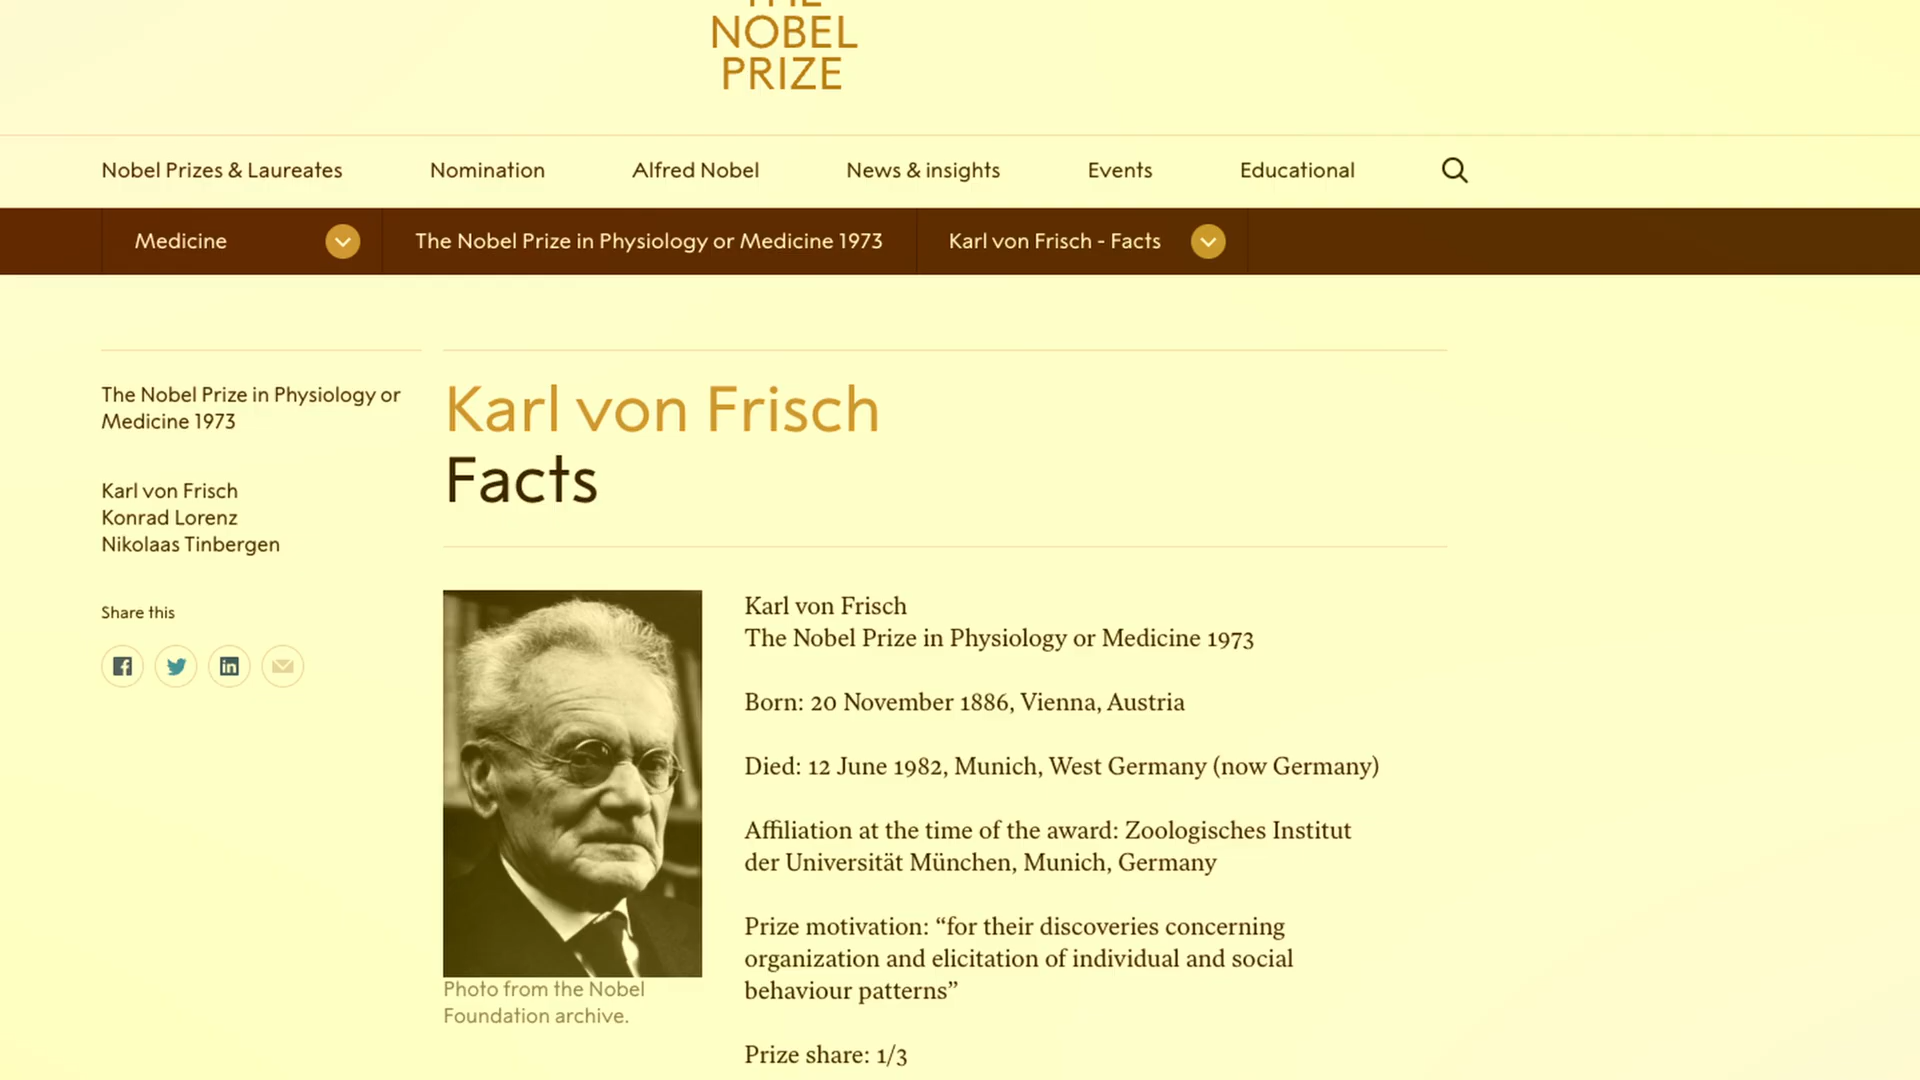 THE
NOBEL
PRIZE
Nobel Prizes & Laureates
Nomination
Alfred Nobel
News & insights
Events
Educational
Medicine
The Nobel Prize in Physiology or Medicine 1973
Karl von Frisch - Facts
The Nobel Prize in Physiology or
Medicine 1973
Karl von Frisch
Konrad Lorenz
Nikolaas Tinbergen
Share this
Karl von Frisch
Facts
Photo from the Nobel
Foundation archive.
Karl von Frisch
The Nobel Prize in Physiology or Medicine 1973
Born: 20 November 1886, Vienna, Austria
Died: 12 June 1982, Munich, West Germany (now Germany)
Affiliation at the time of the award: Zoologisches Institut
der Universität München, Munich, Germany
Prize motivation: “for their discoveries concerning
organization and elicitation of individual and social
behaviour patterns”
Prize share: 1/3